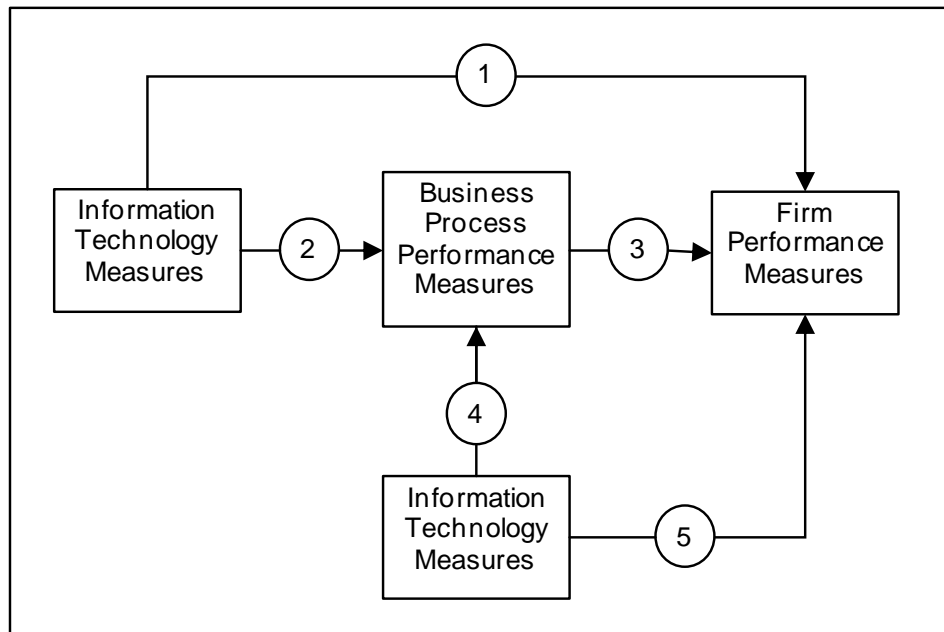 1
Information
Technology
Measures
2
Business
Process
Performance
Measures
3
Firm
Performance
Measures
4
Information
Technology
Measures
5